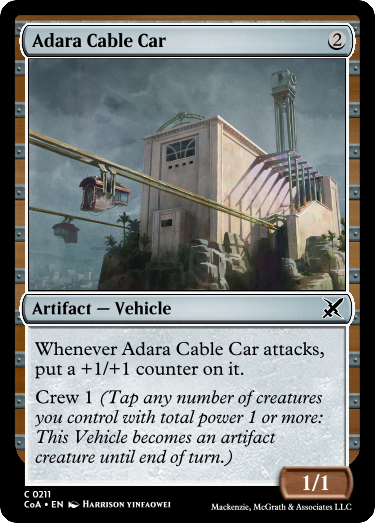 Adara Cable Car 2
Artifact — Vehicle
Whenever Adara Cable Car attacks,
put a +1/+1 counter on it.
Crew 1 (Tap any number of creatures
you control with total power 1 or more:
This Vehicle becomes an artifact
creature until end of turn.)
1/1
C 0211
CoA • EN Harrison Yinfaowei
Mackenzie, McGrath & Associates LLC